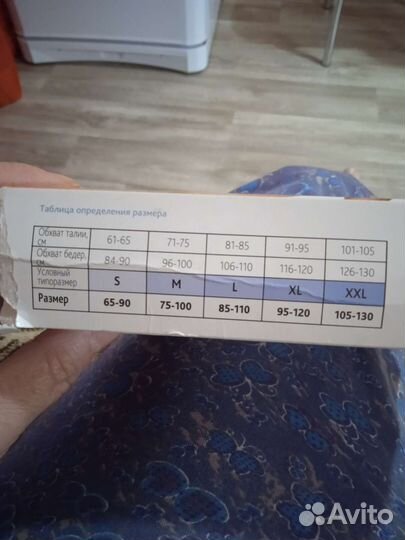 Таблица определения размера
Обхват талии, см 61-65 71-75 81-85 91-95 101-105
Обхват бедер, см 84-90 96-100 106-110 116-120 126-130
Условный типоразмер S M L XL XXL
Размер 65-90 75-100 85-110 95-120 105-130
Avito